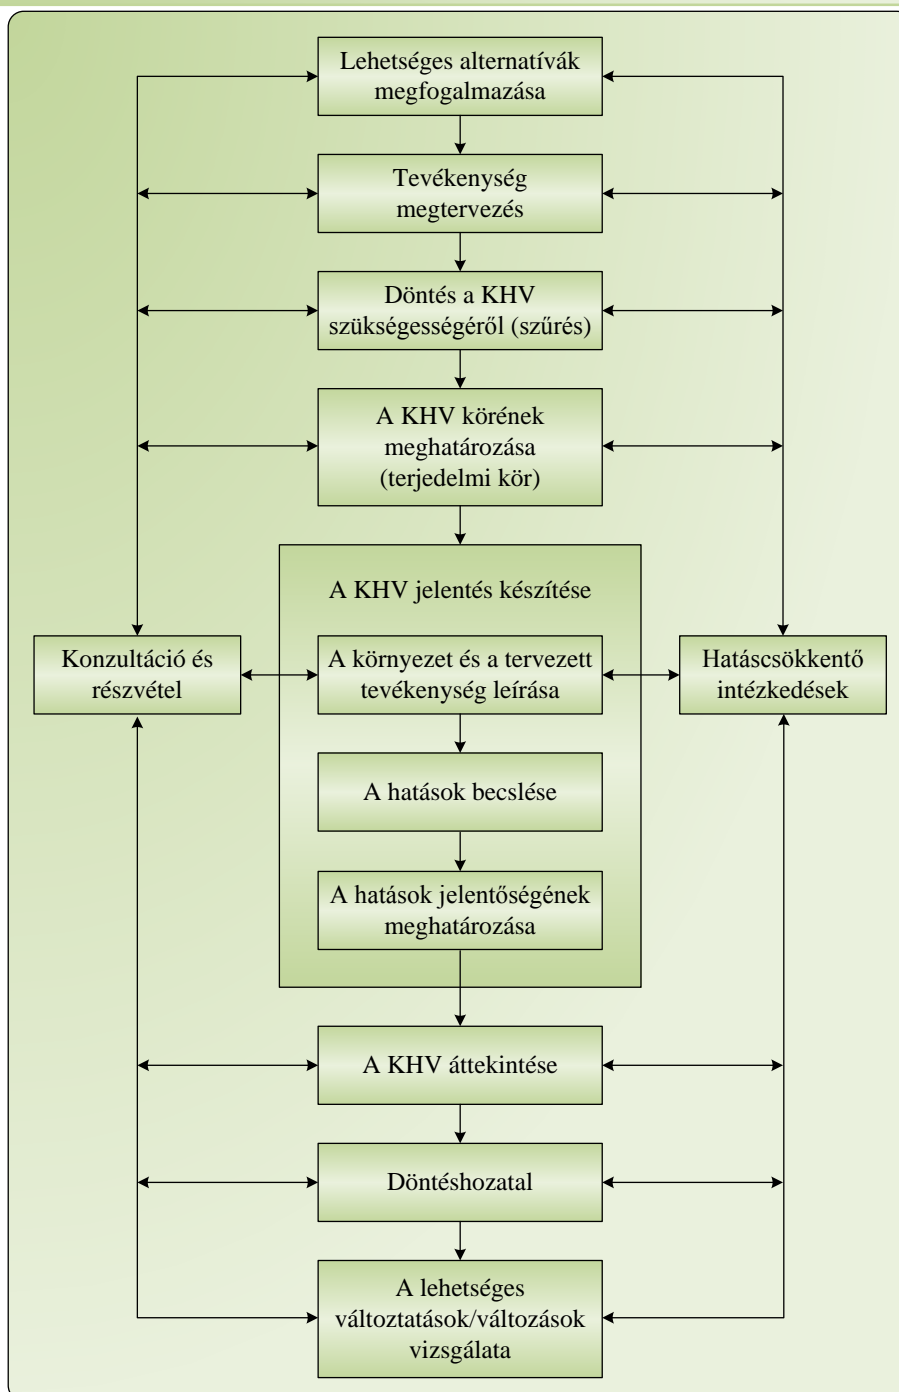 Lehetséges alternatívák
megfogalmazása
Tevékenység
megtervezés
Döntés a KHV
szükségességéről (szűrés)
A KHV körének
meghatározása
(terjedelmi kör)
A KHV jelentés készítése
Konzultáció és
részvétel
A környezet és a tervezett
tevékenység leírása
Hatáscsökkentő
intézkedések
A hatások becslése
A hatások jelentőségének
meghatározása
A KHV áttekintése
Döntéshozatal
A lehetséges
változtatások/változások
vizsgálata